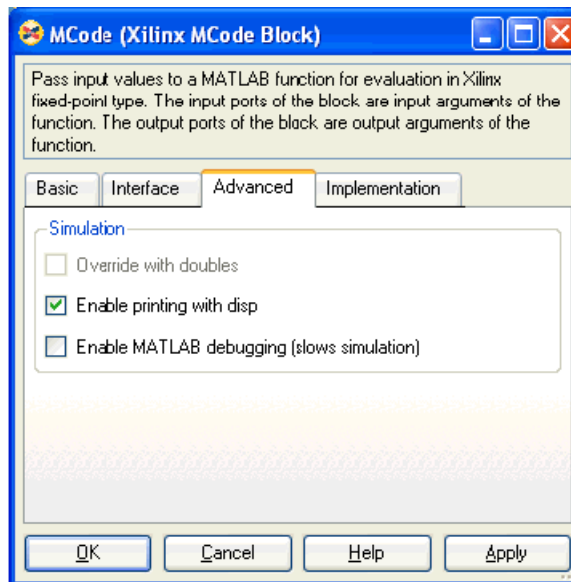 MCode (Xilinx MCode Block)
Pass input values to a MATLAB function for evaluation in Xilinx
fixed-point type. The input ports of the block are input arguments of the
function. The output ports of the block are output arguments of the
function.
Basic Interface Advanced Implementation
Simulation
Override with doubles
Enable printing with disp
Enable MATLAB debugging (slows simulation)
OK Cancel Help Apply